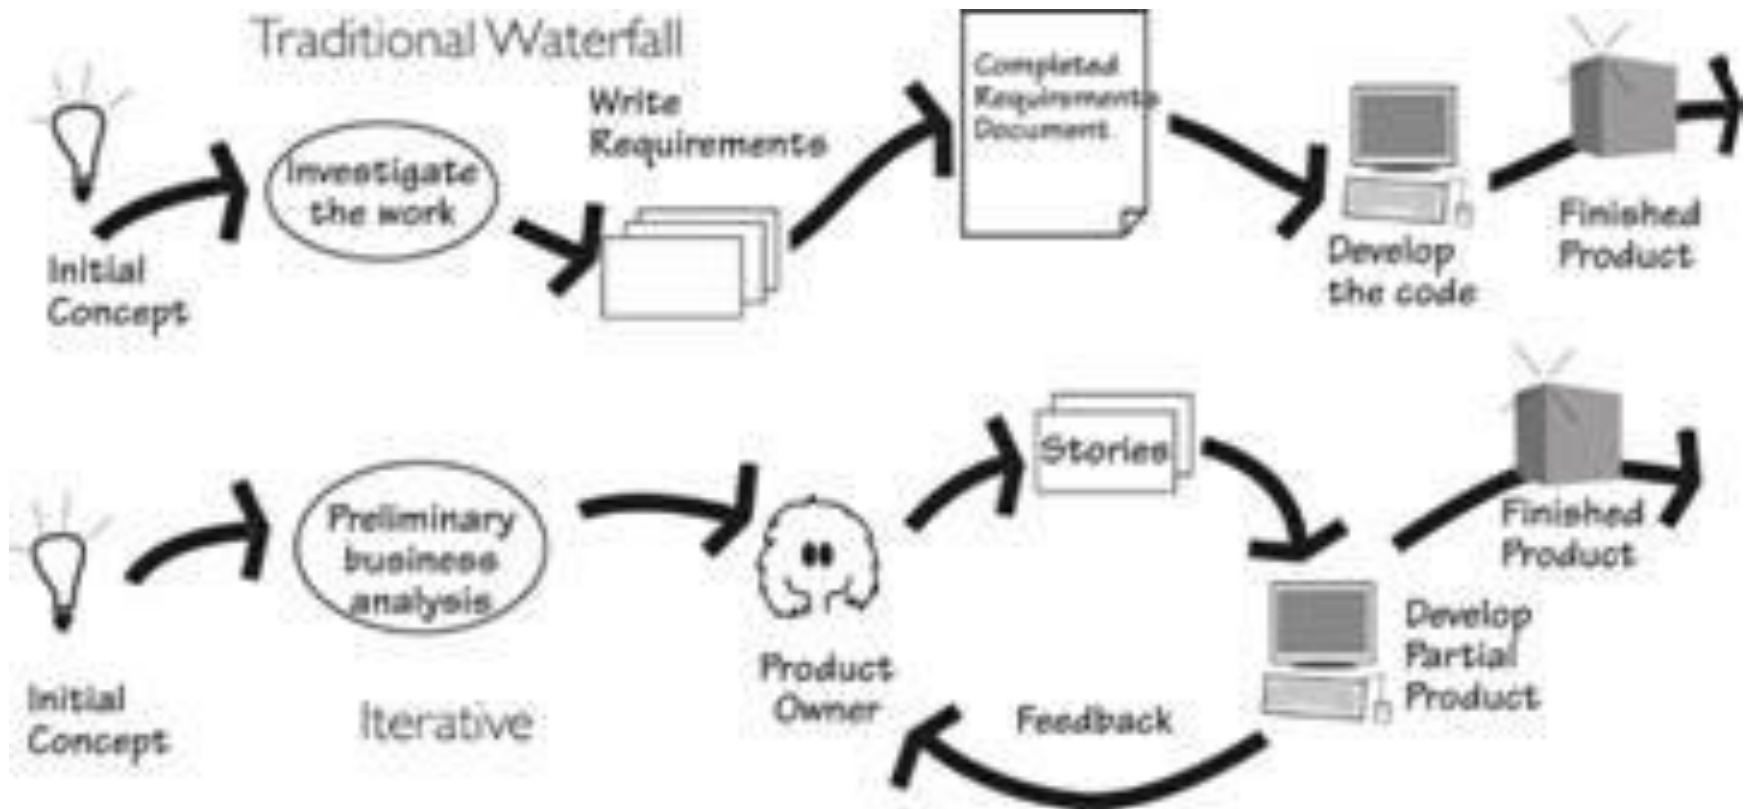 Traditional Waterfall
Initial
Concept
Investigate
the work
Write
Requirements
Completed
Requirements
Document
Develop
the code
Finished
Product
Initial
Concept
Preliminary
business
analysis
Iterative
Product
Owner
Stories
Feedback
Develop
Partial
Product
Finished
Product